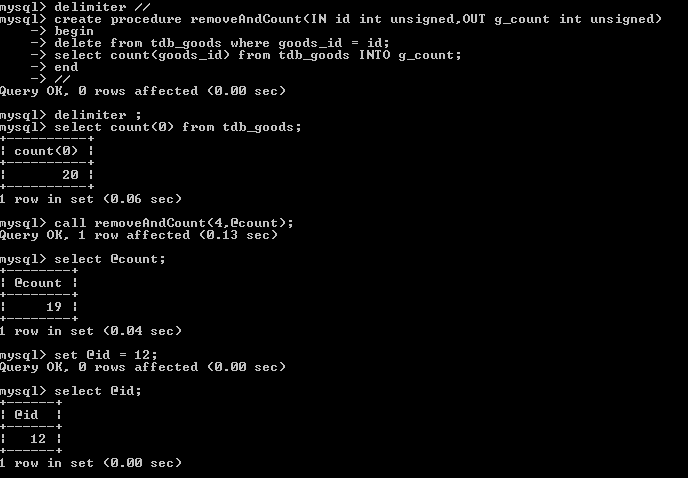 mysql> delimiter //
mysql> create procedure removeAndCount(IN id int unsigned,OUT g_count int unsigned)
    -> begin
    -> delete from tdb_goods where goods_id = id;
    -> select count(goods_id) from tdb_goods INTO g_count;
    -> end
    -> //
Query OK, 0 rows affected (0.00 sec)
mysql> delimiter ;
mysql> select count(0) from tdb_goods;
+----------+
| count(0) |
+----------+
|       20 |
+----------+
1 row in set (0.06 sec)
mysql> call removeAndCount(4,@count);
Query OK, 1 row affected (0.13 sec)
mysql> select @count;
+--------+
| @count |
+--------+
|     19 |
+--------+
1 row in set (0.04 sec)
mysql> set @id = 12;
Query OK, 0 rows affected (0.00 sec)
mysql> select @id;
+------+
| @id  |
+------+
|   12 |
+------+
1 row in set (0.00 sec)